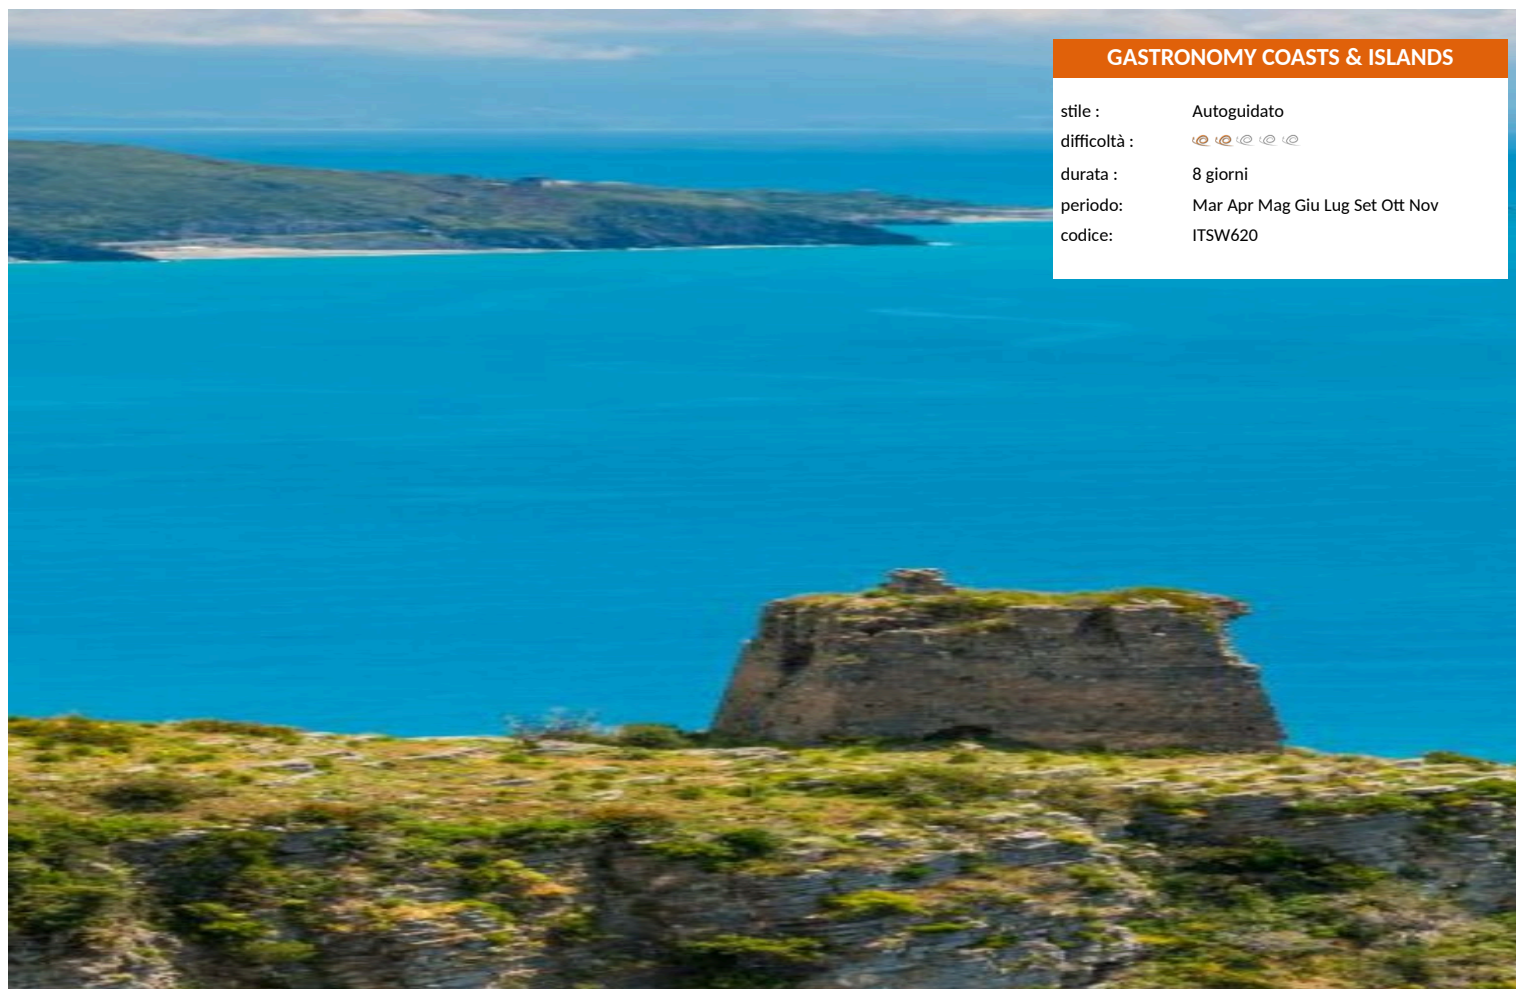 GASTRONOMY COASTS & ISLANDS
stile : Autoguidato
difficoltà :
durata : 8 giorni
periodo: Mar Apr Mag Giu Lug Set Ott Nov
codice: ITSW620